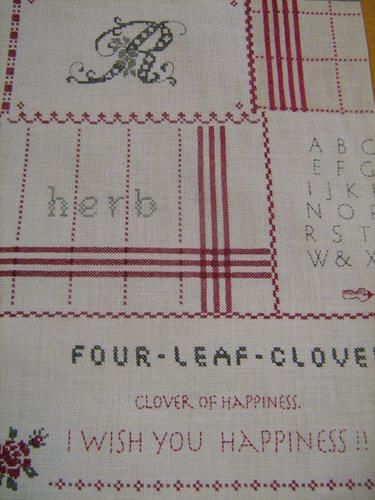 R
herb
A B C
E F G
I J K
N O P
R S T
W & X
FOUR-LEAF-CLOVE
CLOVER OF HAPPINESS.
I WISH YOU HAPPINESS !!